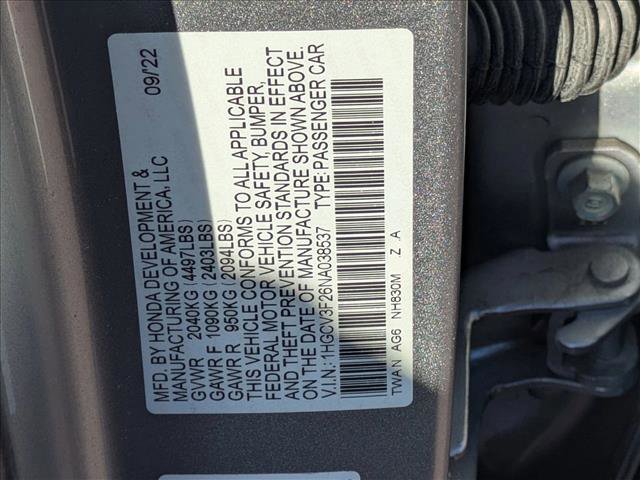 MFD. BY HONDA DEVELOPMENT & 09/22
MANUFACTURING OF AMERICA, LLC
GVWR 2040KG (4497LBS)
GAWR F 1090KG (2403LBS)
GAWR R 950KG (2094LBS)
THIS VEHICLE CONFORMS TO ALL APPLICABLE
FEDERAL MOTOR VEHICLE SAFETY, BUMPER,
AND THEFT PREVENTION STANDARDS IN EFFECT
ON THE DATE OF MANUFACTURE SHOWN ABOVE.
V.I.N.: 1HGCV3F26NA038537 TYPE: PASSENGER CAR
TWAN AG6 NH830M Z .A